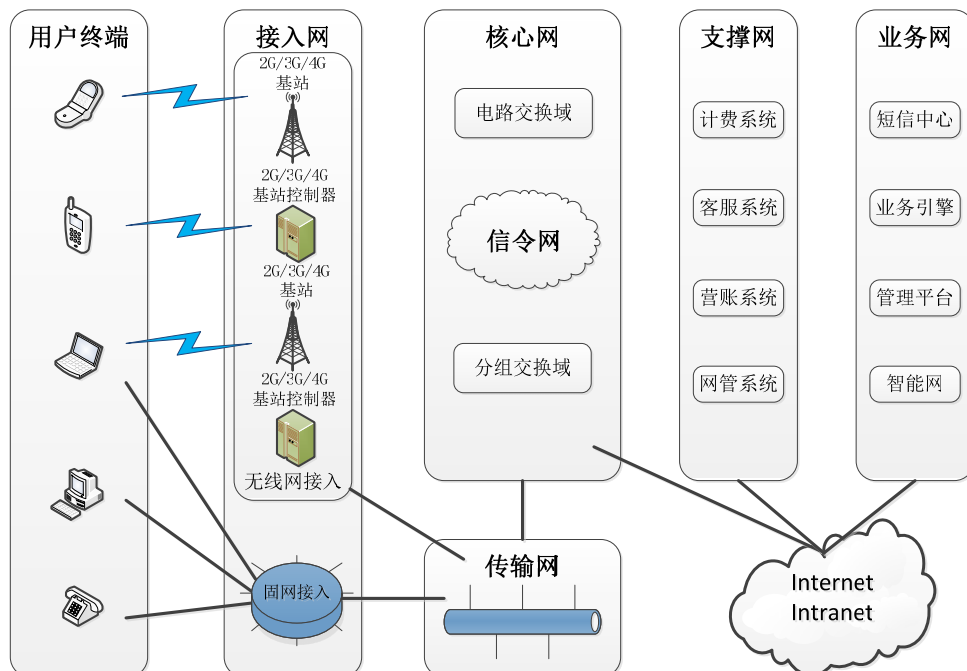 用户终端
接入网
2G/3G/4G
基站
2G/3G/4G
基站控制器
2G/3G/4G
基站
2G/3G/4G
基站控制器
无线网接入
固网接入
核心网
电路交换域
信令网
分组交换域
传输网
支撑网
计费系统
客服系统
营账系统
网管系统
业务网
短信中心
业务引擎
管理平台
智能网
Internet
Intranet